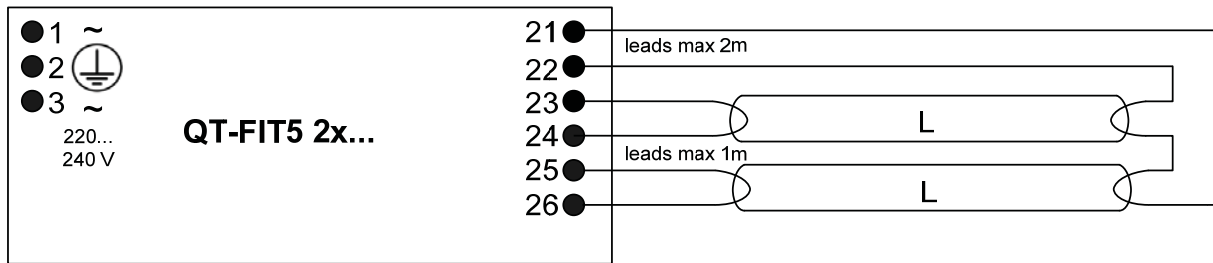 1 ~
2
3 ~
220...
240 V
QT-FIT5 2x...
21
22
23
24
25
26
leads max 2m
leads max 1m
L
L